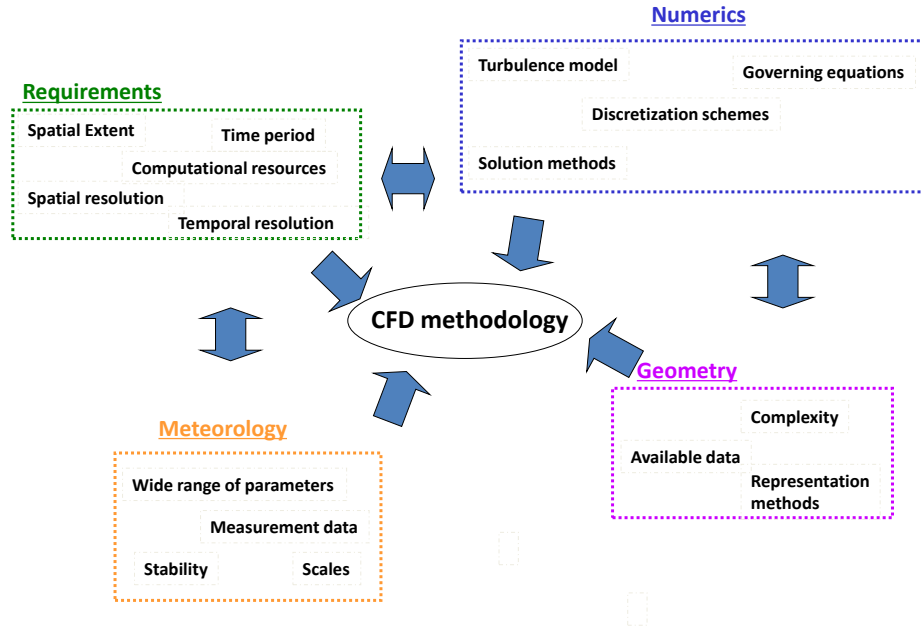 Numerics
Turbulence model
Governing equations
Discretization schemes
Solution methods
Requirements
Spatial Extent
Time period
Computational resources
Spatial resolution
Temporal resolution
CFD methodology
Geometry
Complexity
Available data
Representation
methods
Meteorology
Wide range of parameters
Measurement data
Stability
Scales